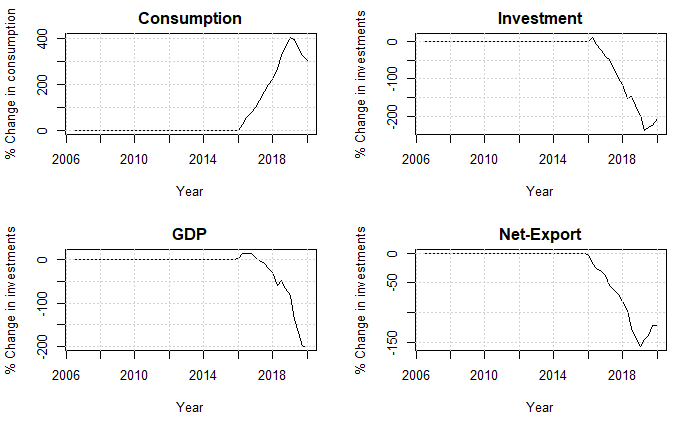 Consumption
% Change in consumption
400
200
0
2006 2010 2014 2018
Year
Investment
% Change in investments
0
-100
-200
2006 2010 2014 2018
Year
GDP
% Change in investments
0
-100
-200
2006 2010 2014 2018
Year
Net-Export
% Change in investments
0
-50
-150
2006 2010 2014 2018
Year